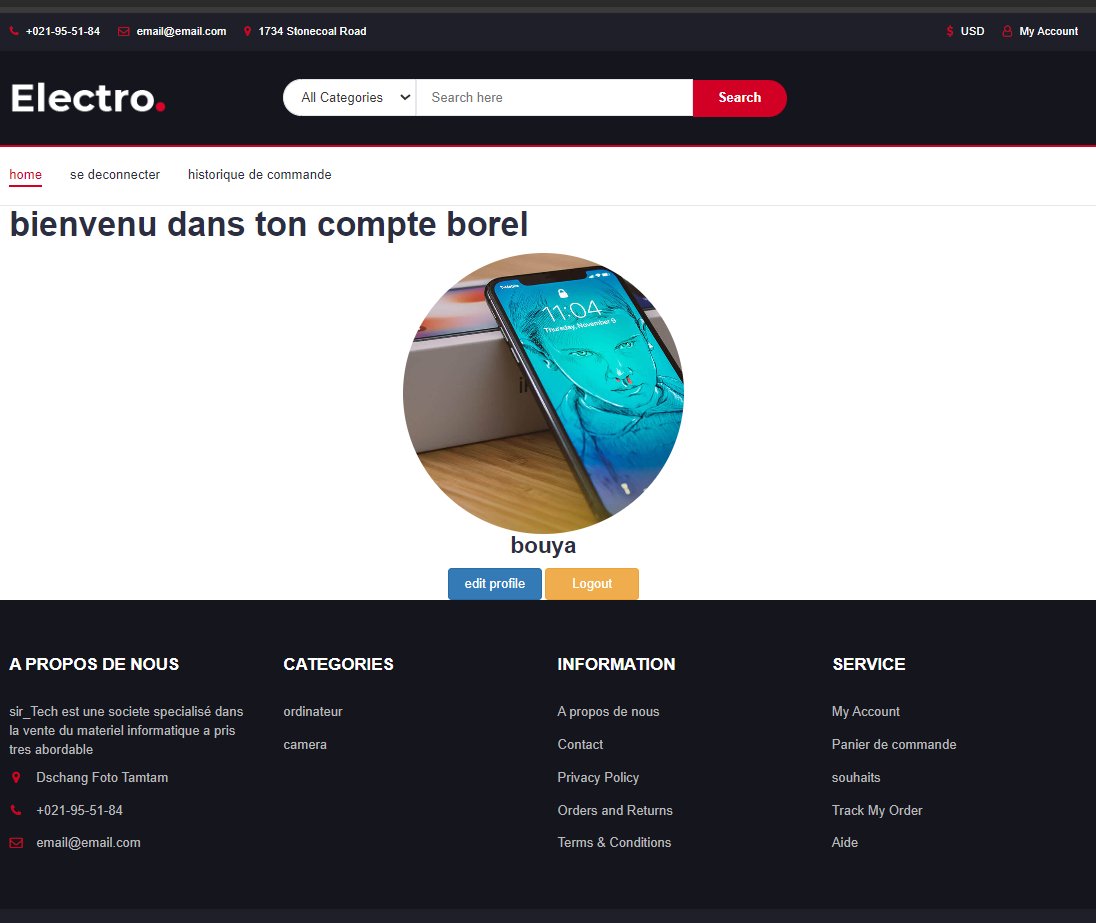 +021-95-51-84 email@email.com 1734 Stonecoal Road USD My Account
Electro.
All Categories Search here Search
home se deconnecter historique de commande
bienvenu dans ton compte borel
11:04
Thursday, November 6
bouya
edit profile Logout
A PROPOS DE NOUS CATEGORIES INFORMATION SERVICE
sir_Tech est une societe specialisé dans ordinateur A propos de nous My Account
la vente du materiel informatique a pris
tres abordable camera Contact Panier de commande
Dschang Foto Tamtam Privacy Policy souhaits
+021-95-51-84 Orders and Returns Track My Order
email@email.com Terms & Conditions Aide